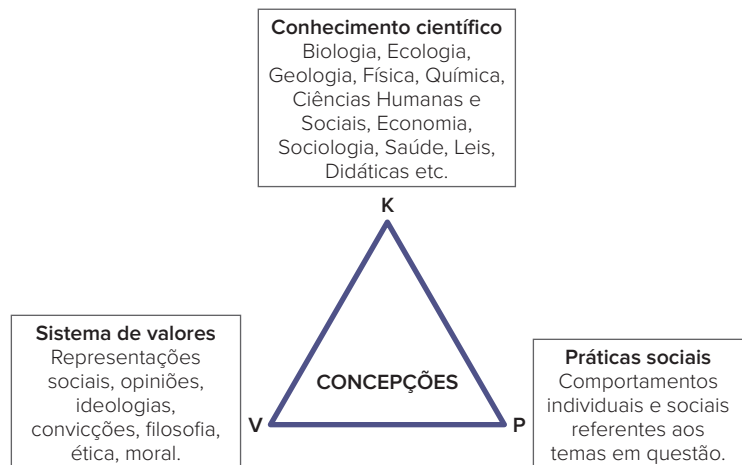 Conhecimento científico
Biologia, Ecologia,
Geologia, Física, Química,
Ciências Humanas e
Sociais, Economia,
Sociologia, Saúde, Leis,
Didáticas etc.
K
Sistema de valores
Representações
sociais, opiniões,
ideologias,
convicções, filosofia,
ética, moral.
V
CONCEPÇÕES
P
Práticas sociais
Comportamentos
individuais e sociais
referentes aos
temas em questão.